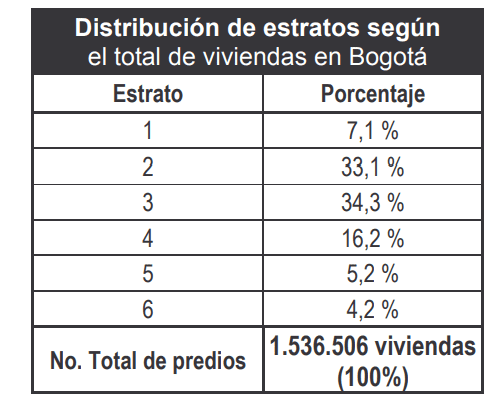 Distribución de estratos según
el total de viviendas en Bogotá
Estrato Porcentaje
1 7,1 %
2 33,1 %
3 34,3 %
4 16,2 %
5 5,2 %
6 4,2 %
No. Total de predios 1.536.506 viviendas
(100%)